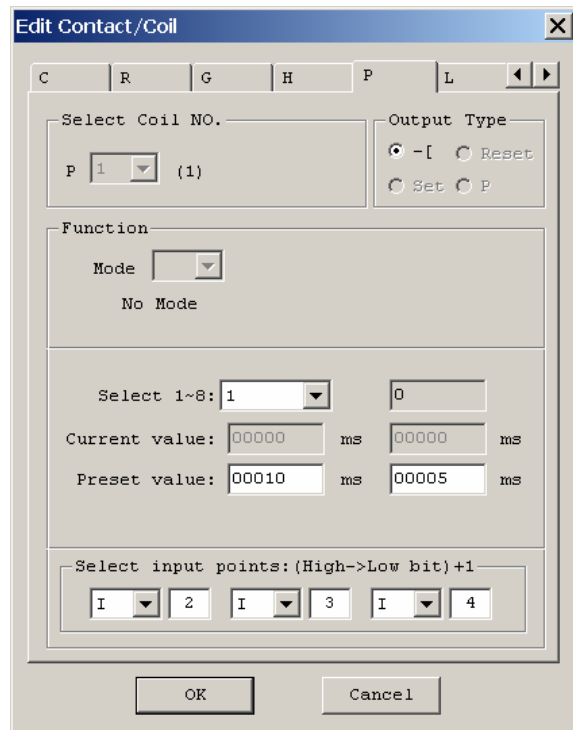 Edit Contact/Coil
C R G H P L
Select Coil NO.
P 1 (1)
Output Type
-[ Reset
Set P
Function
Mode
No Mode
Select 1~8: 1 0
Current value: 00000 ms 00000 ms
Preset value: 00010 ms 00005 ms
Select input points:(High->Low bit)+1
I 2 I 3 I 4
OK Cancel